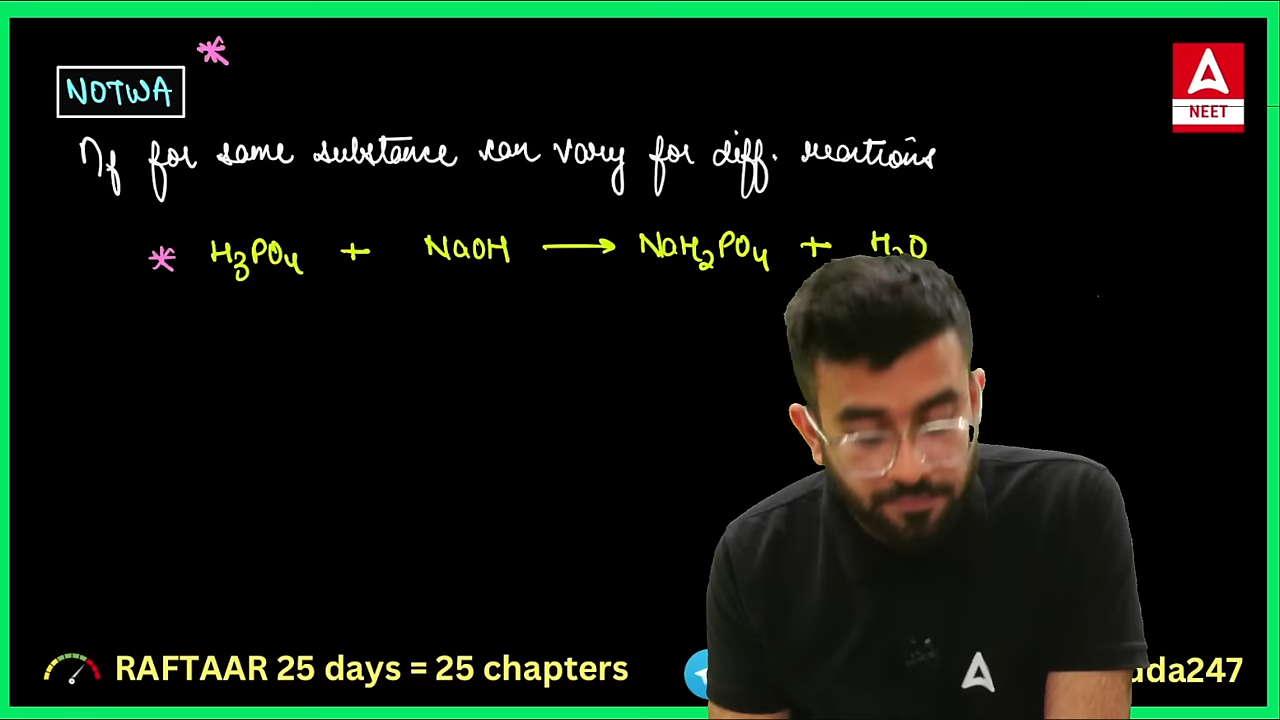 NOTWA
*
NEET
ηf for same substance can vary for diff. reactions
* H₃PO₄ + NaOH → NaH₂PO₄ + H₂O
RAFTAAR 25 days = 25 chapters
dda247